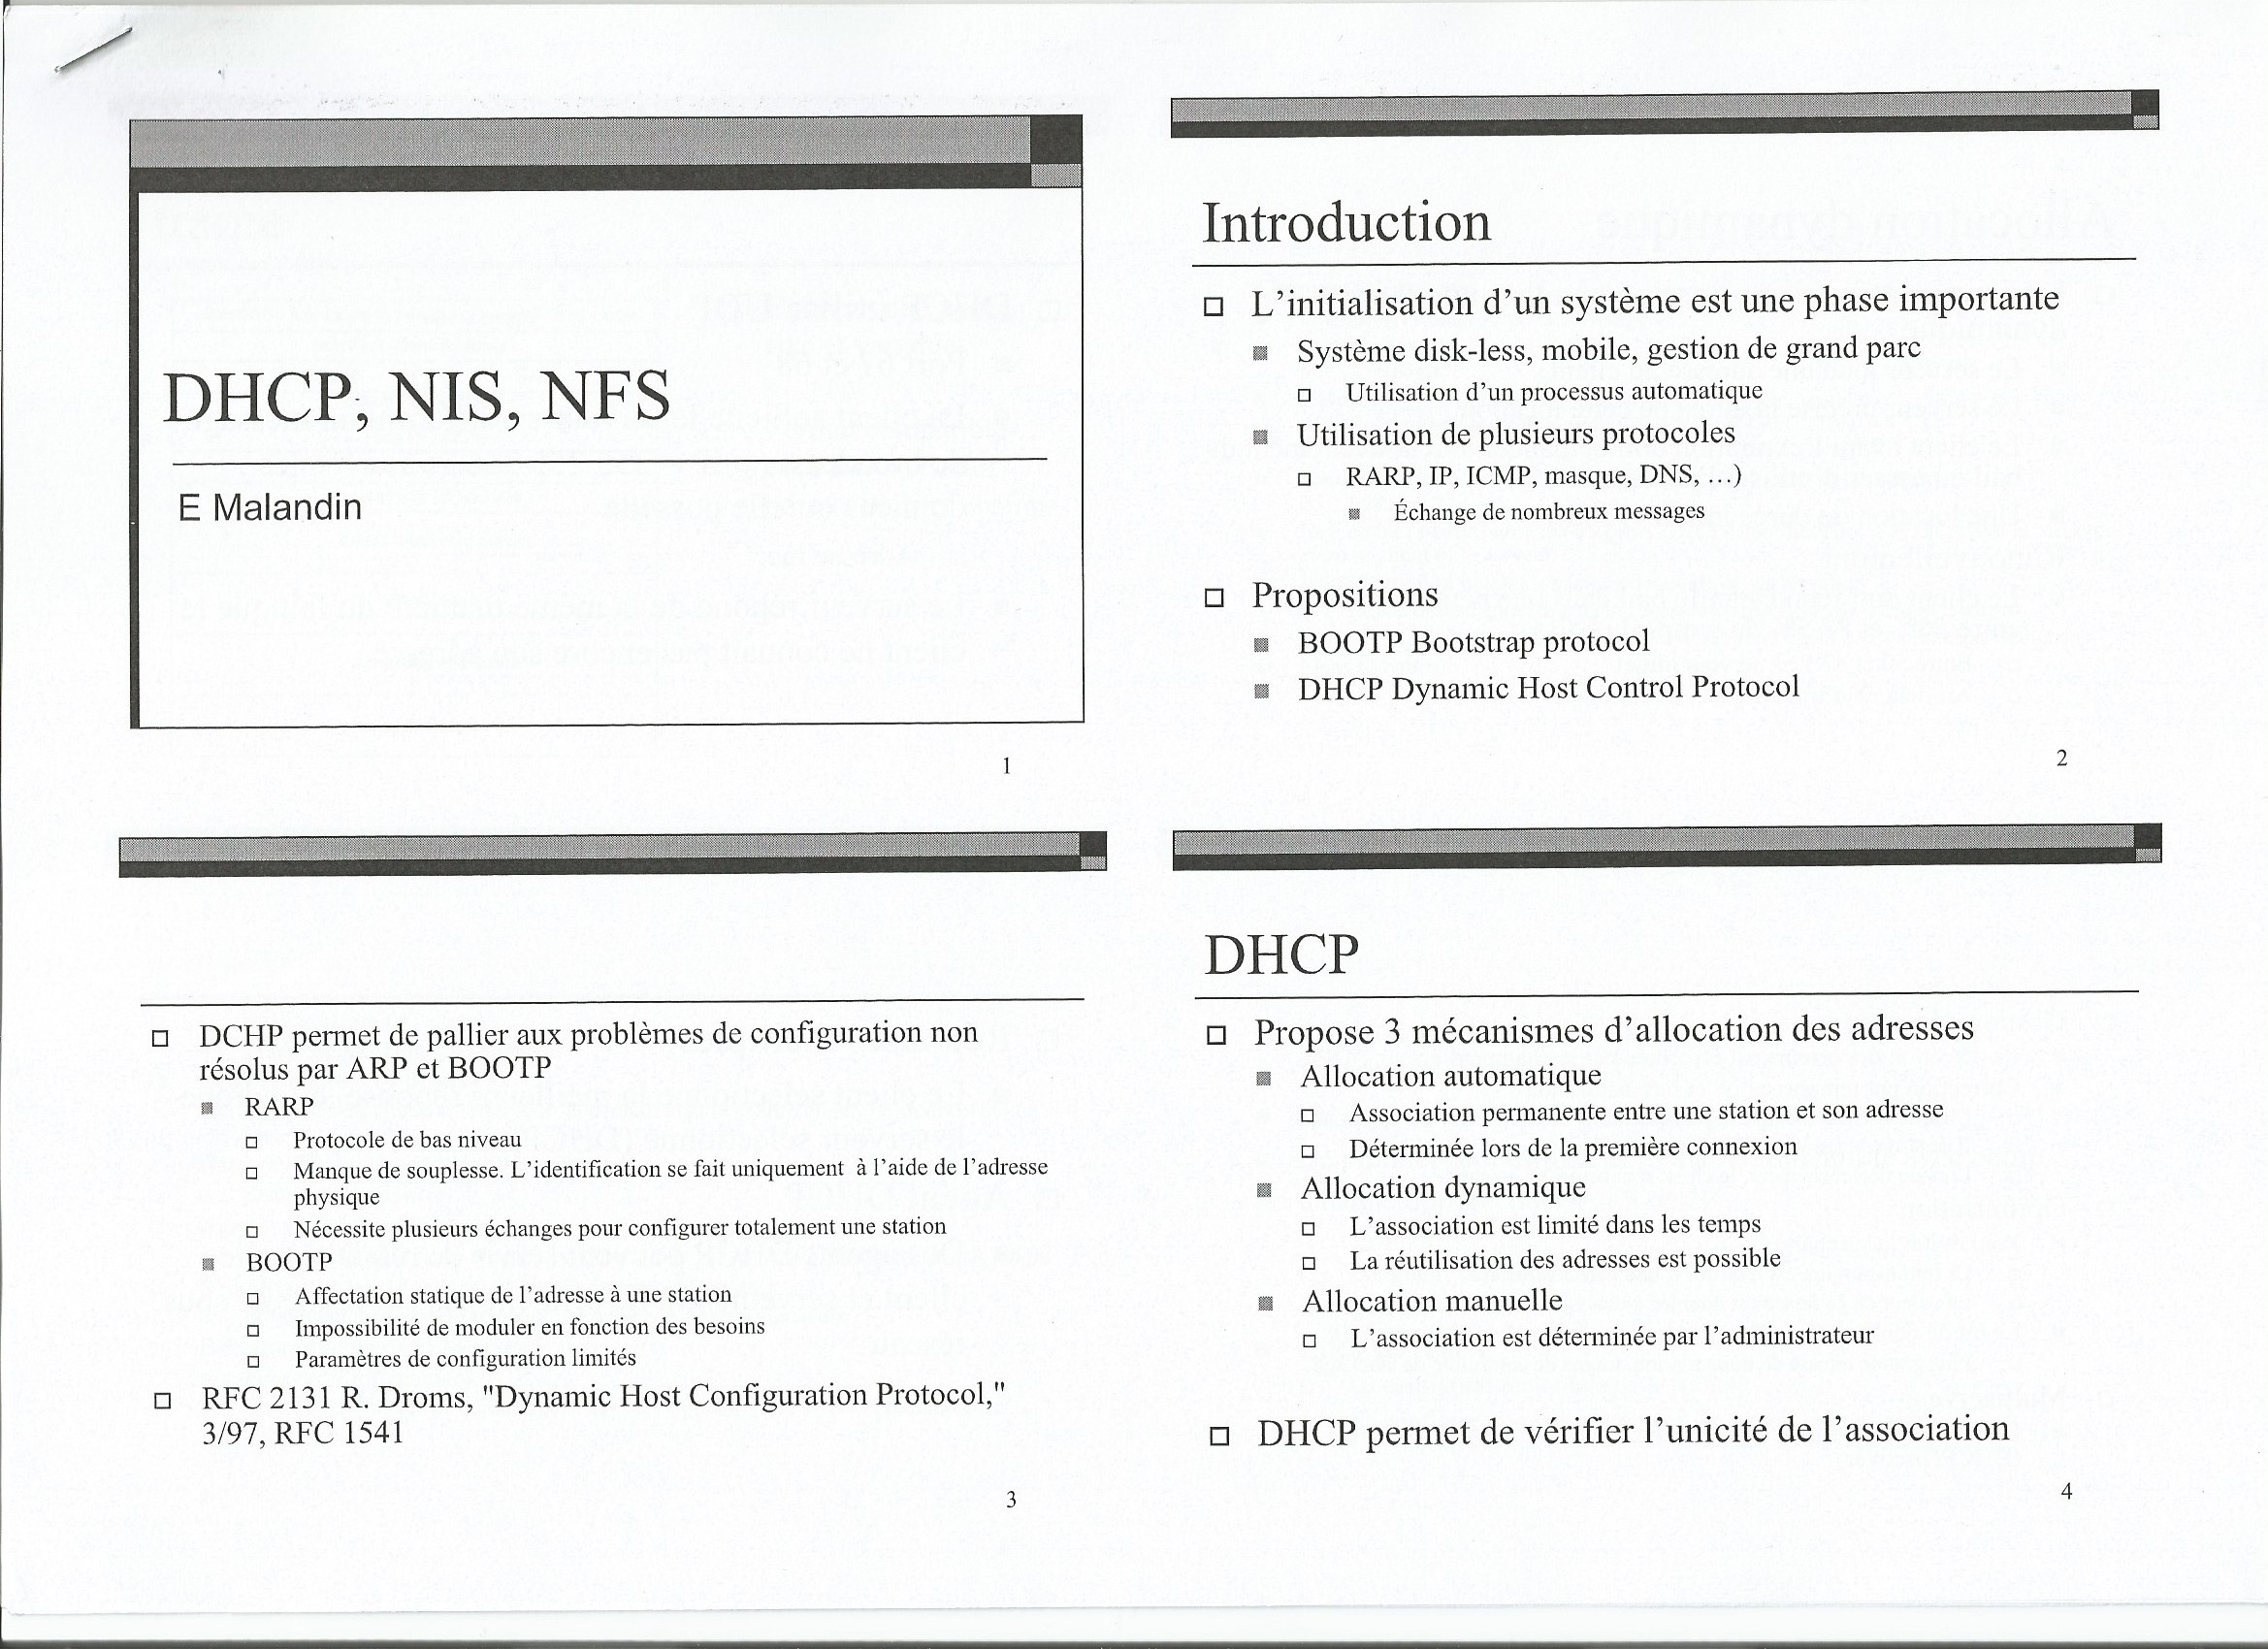 DHCP, NIS, NFS
E Malandin
1
Introduction
L'initialisation d'un système est une phase importante
Système disk-less, mobile, gestion de grand parc
Utilisation d'un processus automatique
Utilisation de plusieurs protocoles
RARP, IP, ICMP, masque, DNS, …)
Échange de nombreux messages
Propositions
BOOTP Bootstrap protocol
DHCP Dynamic Host Control Protocol
2
DCHP permet de pallier aux problèmes de configuration non
résolus par ARP et BOOTP
RARP
Protocole de bas niveau
Manque de souplesse. L'identification se fait uniquement à l'aide de l'adresse
physique
Nécessite plusieurs échanges pour configurer totalement une station
BOOTP
Affectation statique de l'adresse à une station
Impossibilité de moduler en fonction des besoins
Paramètres de configuration limités
RFC 2131 R. Droms, "Dynamic Host Configuration Protocol,"
3/97, RFC 1541
3
DHCP
Propose 3 mécanismes d'allocation des adresses
Allocation automatique
Association permanente entre une station et son adresse
Déterminée lors de la première connexion
Allocation dynamique
L'association est limité dans les temps
La réutilisation des adresses est possible
Allocation manuelle
L'association est déterminée par l'administrateur
DHCP permet de vérifier l'unicité de l'association
4